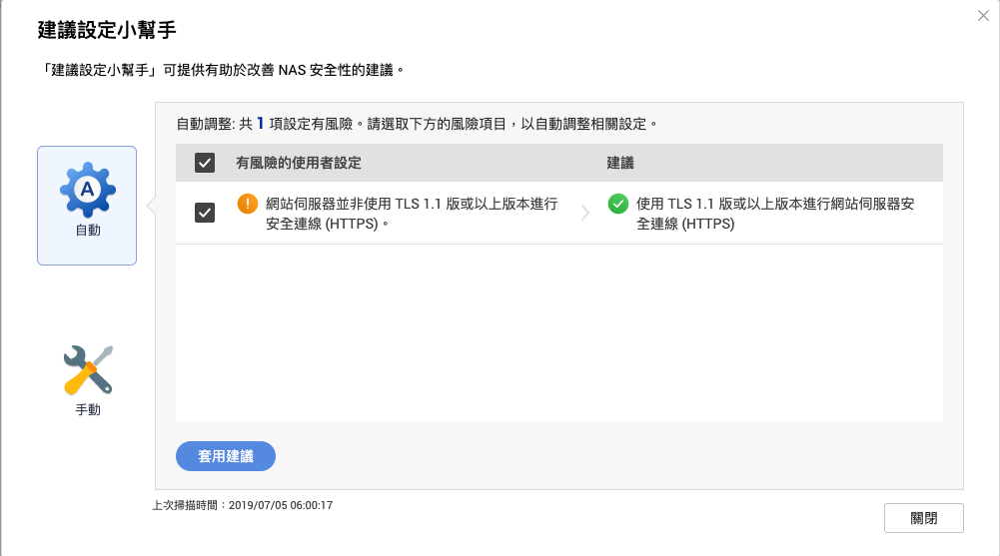 建議設定小幫手
「建議設定小幫手」可提供有助於改善 NAS 安全性的建議。
自動調整: 共 1 項設定有風險。請選取下方的風險項目，以自動調整相關設定。
有風險的使用者設定
建議
網站伺服器並非使用 TLS 1.1 版或以上版本進行
安全連線 (HTTPS)。
使用 TLS 1.1 版或以上版本進行網站伺服器安
全連線 (HTTPS)
A
自動
手動
套用建議
上次掃描時間：2019/07/05 06:00:17
關閉